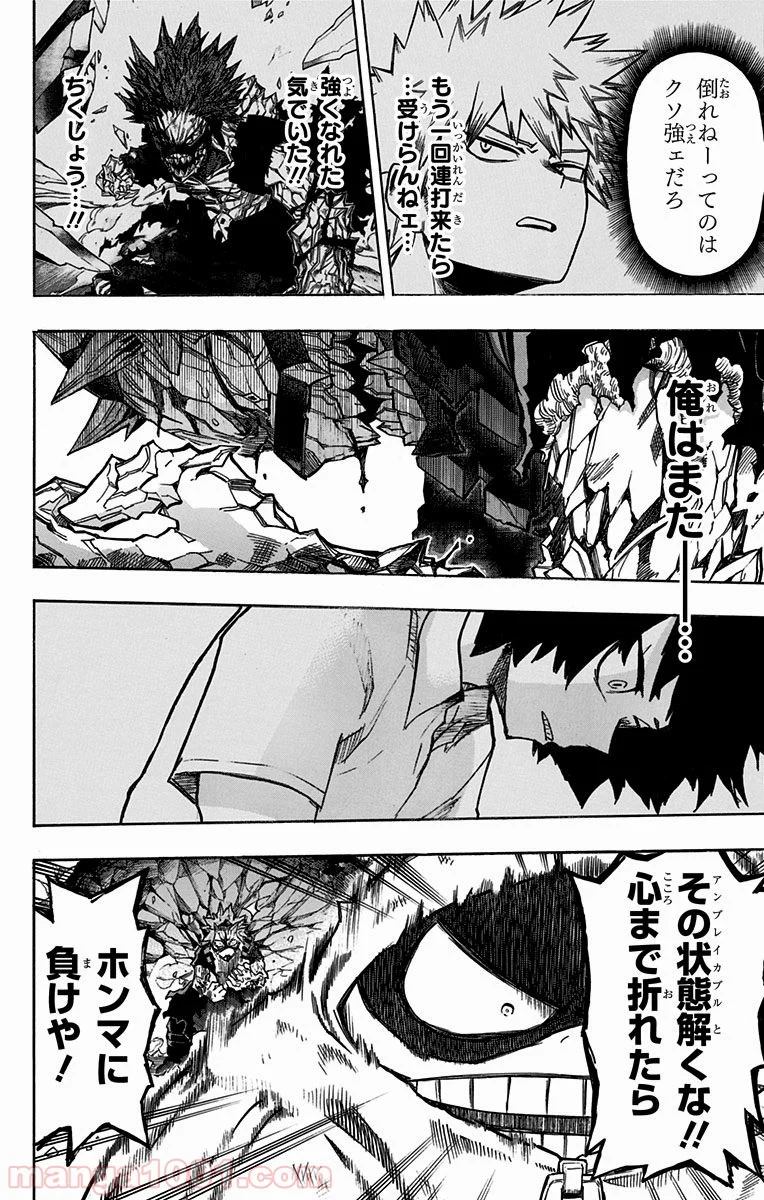 倒れねーってのは
クソ強ェだろ
もう一回連打来たら
…受けらんねェ…
強くなれた
気でいた!!
ちくじょう…!!
俺はまた――…
その状態解くな!!
心まで折れたら
ホンマに
負けや!
manga1001.com